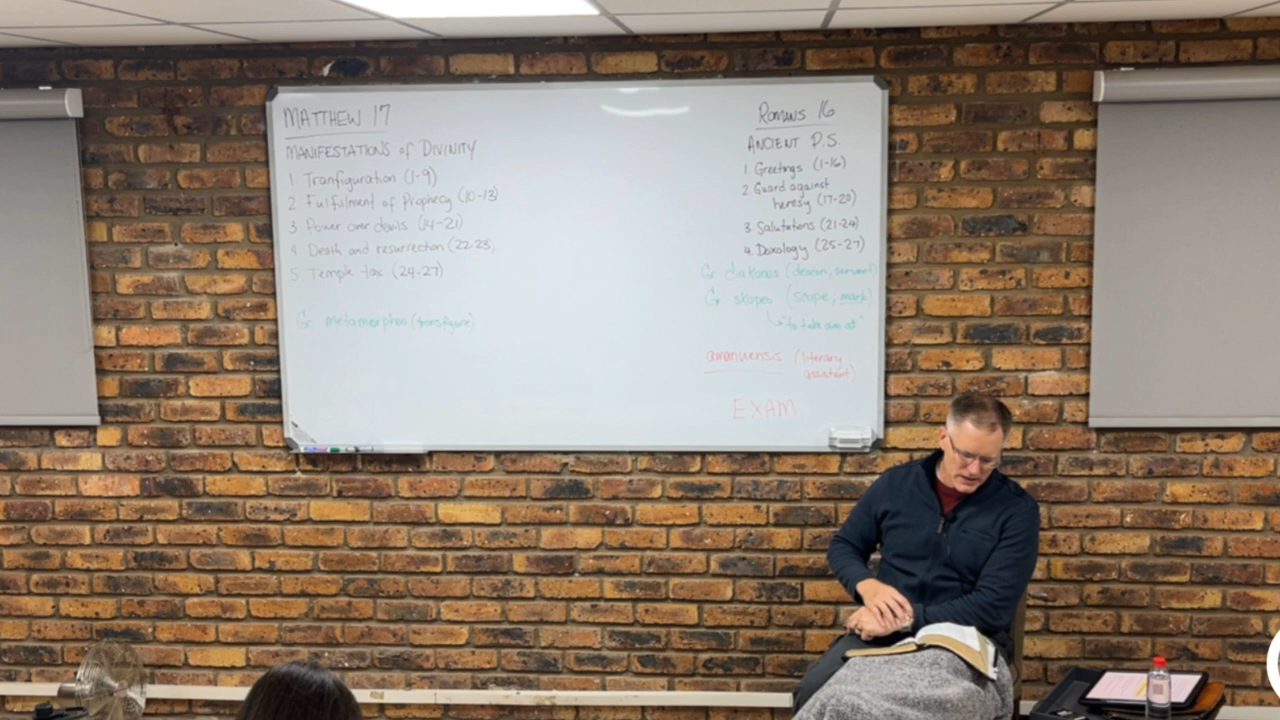 MATTHEW 17
MANIFESTATIONS of DIVINITY
1 Tranfiguration (1-9)
2 Fulfilment of Prophecy (10-13)
3 Power over devils (14-21)
4 Death and resurrection (22-23)
5 Temple tax (24-27)
Gr metamorphoo (transfigure)
ROMANS 16
ANCIENT P.S.
1. Greetings (1-16)
2 Guard against
heresy (17-20)
3. Salutations (21-24)
4. Doxology (25-27)
Gr diakonos (deacon, servant)
Gr skopeo (scope, mark)
"to take aim at"
amanuensis (literary
assistant)
EXAM